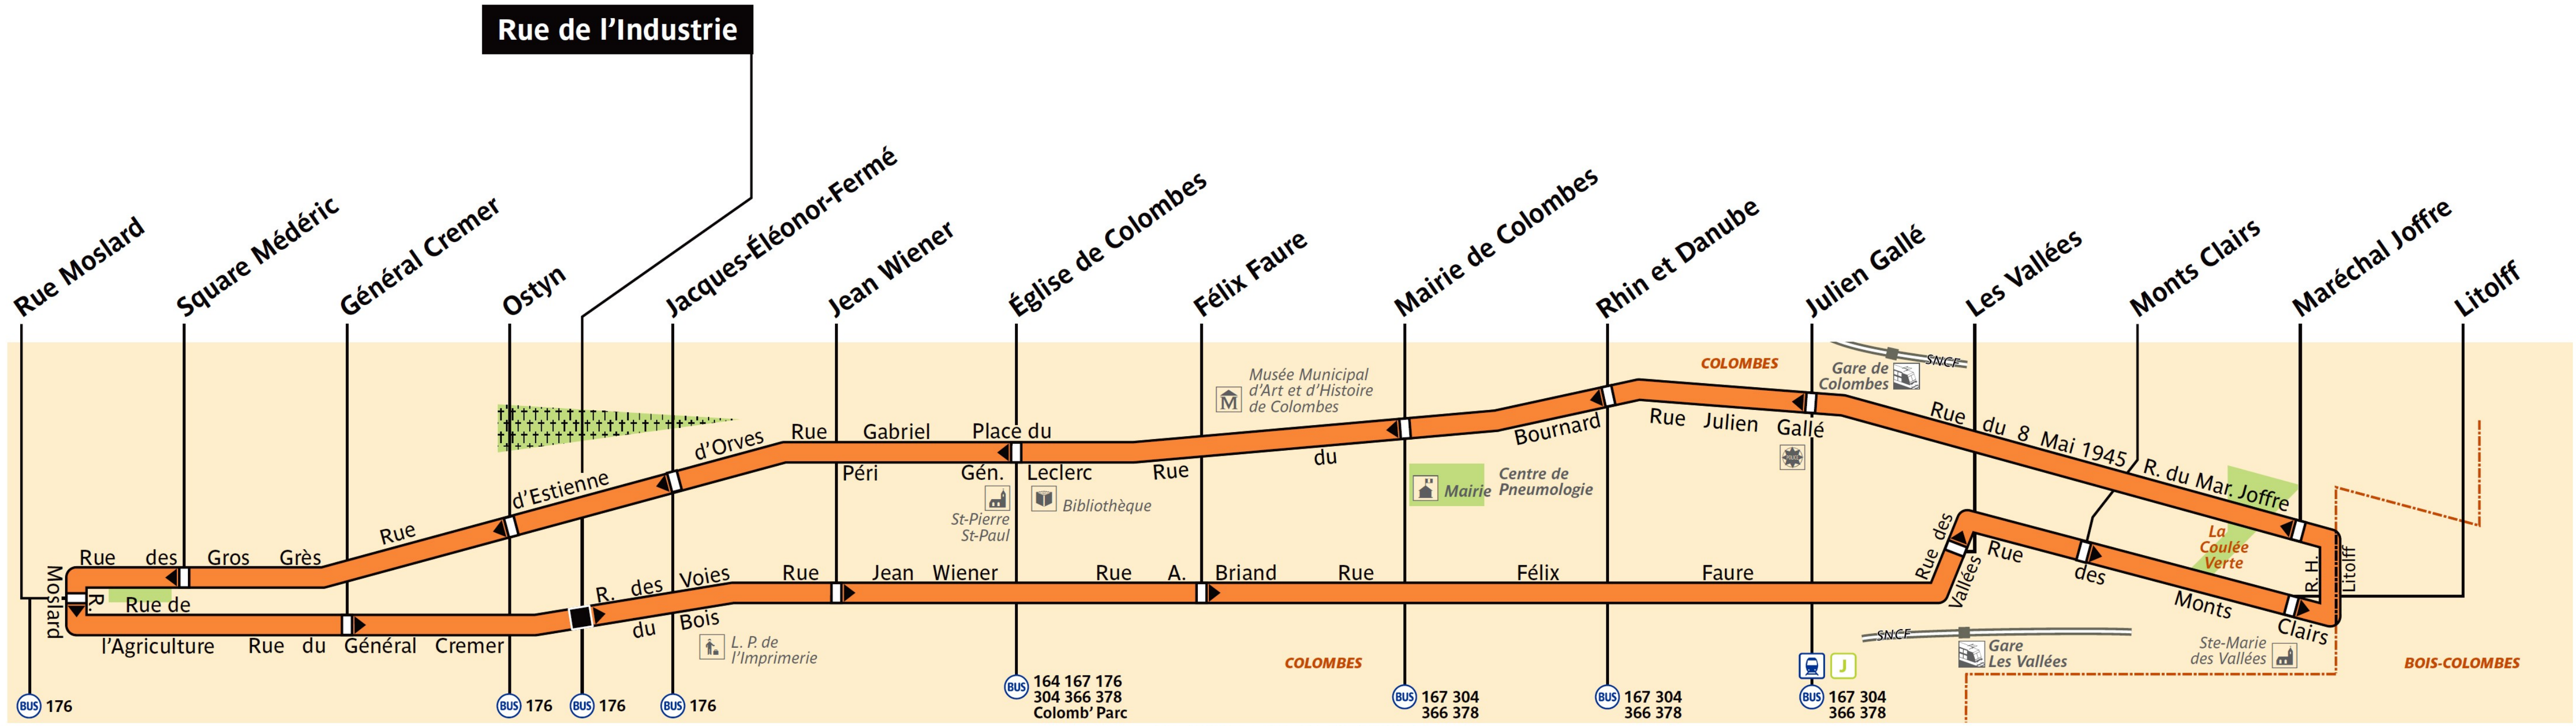 Rue de l'Industrie
Rue Moslard
Square Médéric
Général Cremer
Ostyn
Jacques-Éléonor-Fermé
Jean Wiener
Église de Colombes
Félix Faure
Mairie de Colombes
Rhin et Danube
Julien Gallé
Les Vallées
Monts Clairs
Maréchal Joffre
Litolff
COLOMBES
SNCF
Gare de
Colombes
Musée Municipal
d'Art et d'Histoire
de Colombes
M
Rue des Gros Grès
Rue d'Estienne d'Orves
Rue Gabriel
Péri
Place du
Gén. Leclerc
Rue du Bournard
Rue Julien Gallé
Rue du 8 Mai 1945
R. du Mar. Joffre
St-Pierre
St-Paul
Bibliothèque
Mairie
Centre de
Pneumologie
La
Coulée
Verte
R. H.
Litolff
R.
Moslard
Rue de
l'Agriculture
Rue du Général Cremer
R. des Voies
du Bois
Rue Jean Wiener
Rue A. Briand
Rue Félix Faure
Rue des
Vallées
Rue des Monts Clairs
L. P. de
l'Imprimerie
COLOMBES
SNCF
Gare
Les Vallées
Ste-Marie
des Vallées
BOIS-COLOMBES
BUS 176
BUS 176
BUS 176
BUS 176
BUS 164 167 176
304 366 378
Colomb' Parc
BUS 167 304
366 378
BUS 167 304
366 378
J
BUS 167 304
366 378